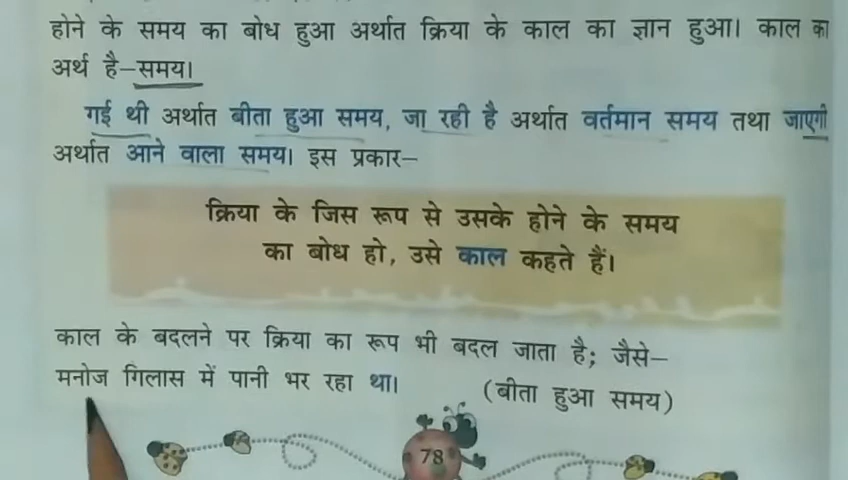 होने के समय का बोध हुआ अर्थात क्रिया के काल का ज्ञान हुआ। काल का
अर्थ है–समय।
गई थी अर्थात बीता हुआ समय, जा रही है अर्थात वर्तमान समय तथा जाएगी
अर्थात आने वाला समय। इस प्रकार–
क्रिया के जिस रूप से उसके होने के समय
का बोध हो, उसे काल कहते हैं।
काल के बदलने पर क्रिया का रूप भी बदल जाता है; जैसे–
मनोज गिलास में पानी भर रहा था। (बीता हुआ समय)
78